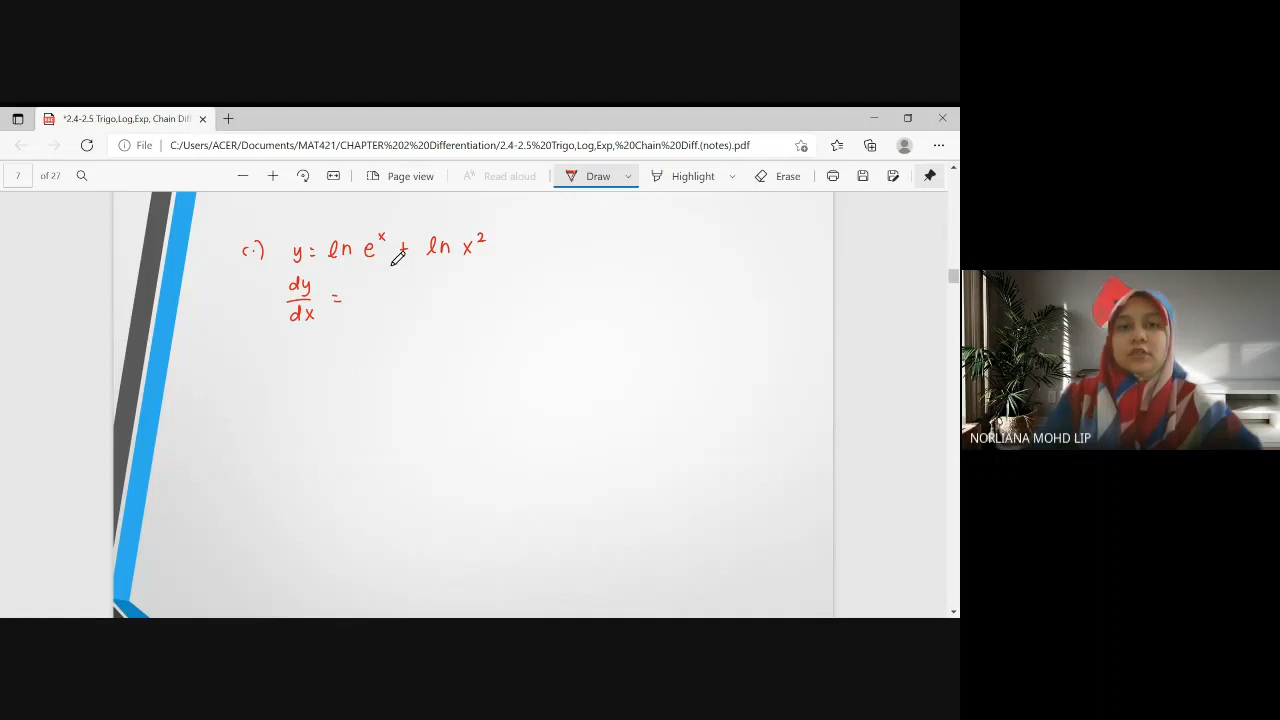 *2.4-2.5 Trigo,Log,Exp, Chain Diff
File C:/Users/ACER/Documents/MAT421/CHAPTER%202%20Differentiation/2.4-2.5%20Trigo,Log,Exp,%20Chain%20Diff.(notes).pdf
7 of 27 Page view Read aloud Draw Highlight Erase
c.) y = ln e^x + ln x^2
dy/dx =
NORLIANA MOHD LIP